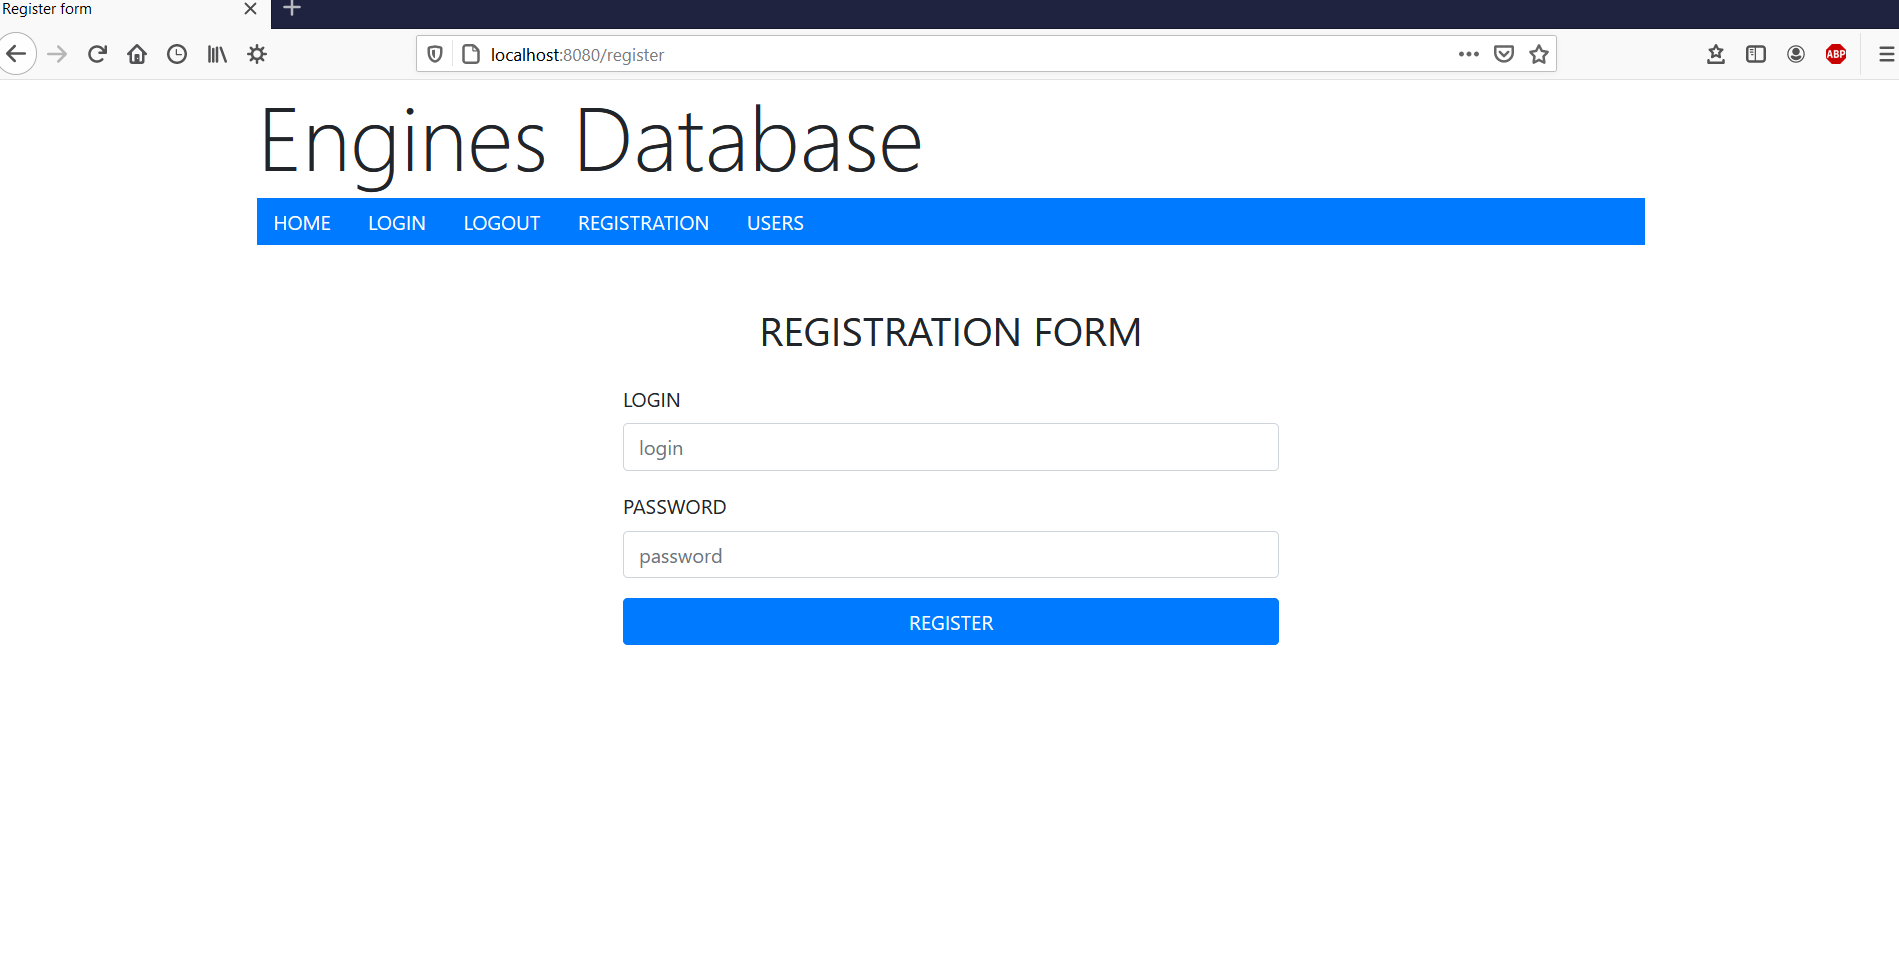 Register form
localhost:8080/register
ABP
Engines Database
HOME LOGIN LOGOUT REGISTRATION USERS
REGISTRATION FORM
LOGIN
login
PASSWORD
password
REGISTER